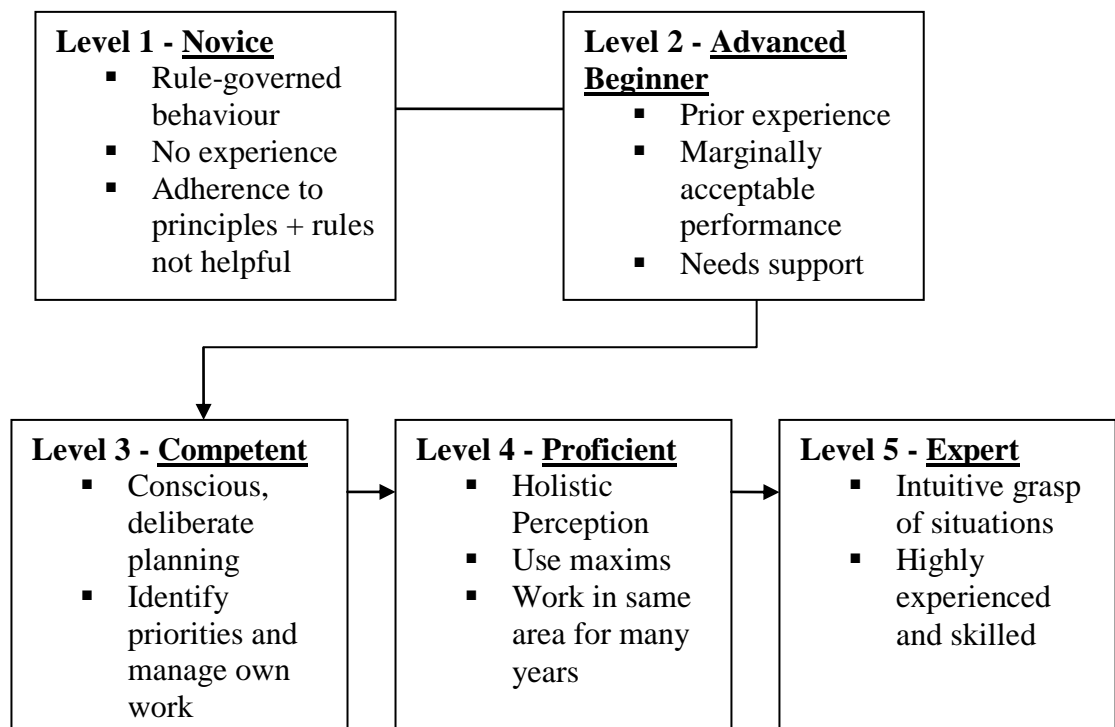 Level 1 - Novice
▪ Rule-governed
behaviour
▪ No experience
▪ Adherence to
principles + rules
not helpful
Level 2 - Advanced
Beginner
▪ Prior experience
▪ Marginally
acceptable
performance
▪ Needs support
Level 3 - Competent
▪ Conscious,
deliberate
planning
▪ Identify
priorities and
manage own
work
Level 4 - Proficient
▪ Holistic
Perception
▪ Use maxims
▪ Work in same
area for many
years
Level 5 - Expert
▪ Intuitive grasp
of situations
▪ Highly
experienced
and skilled